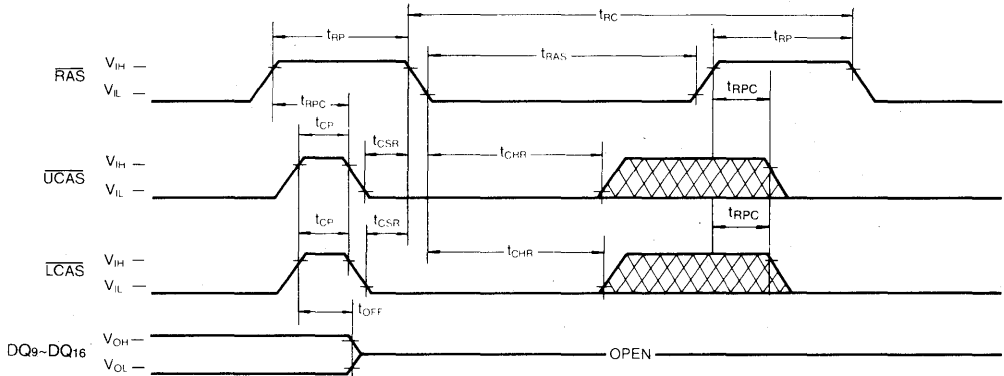 tRC
tRP
tRP
RAS
VIH
VIL
tRAS
tRPC
tRPC
tCP
tCSR
tCHR
UCAS
VIH
VIL
tCP
tCSR
tRPC
tCHR
LCAS
VIH
VIL
tOFF
DQ9~DQ16
VOH
VOL
OPEN